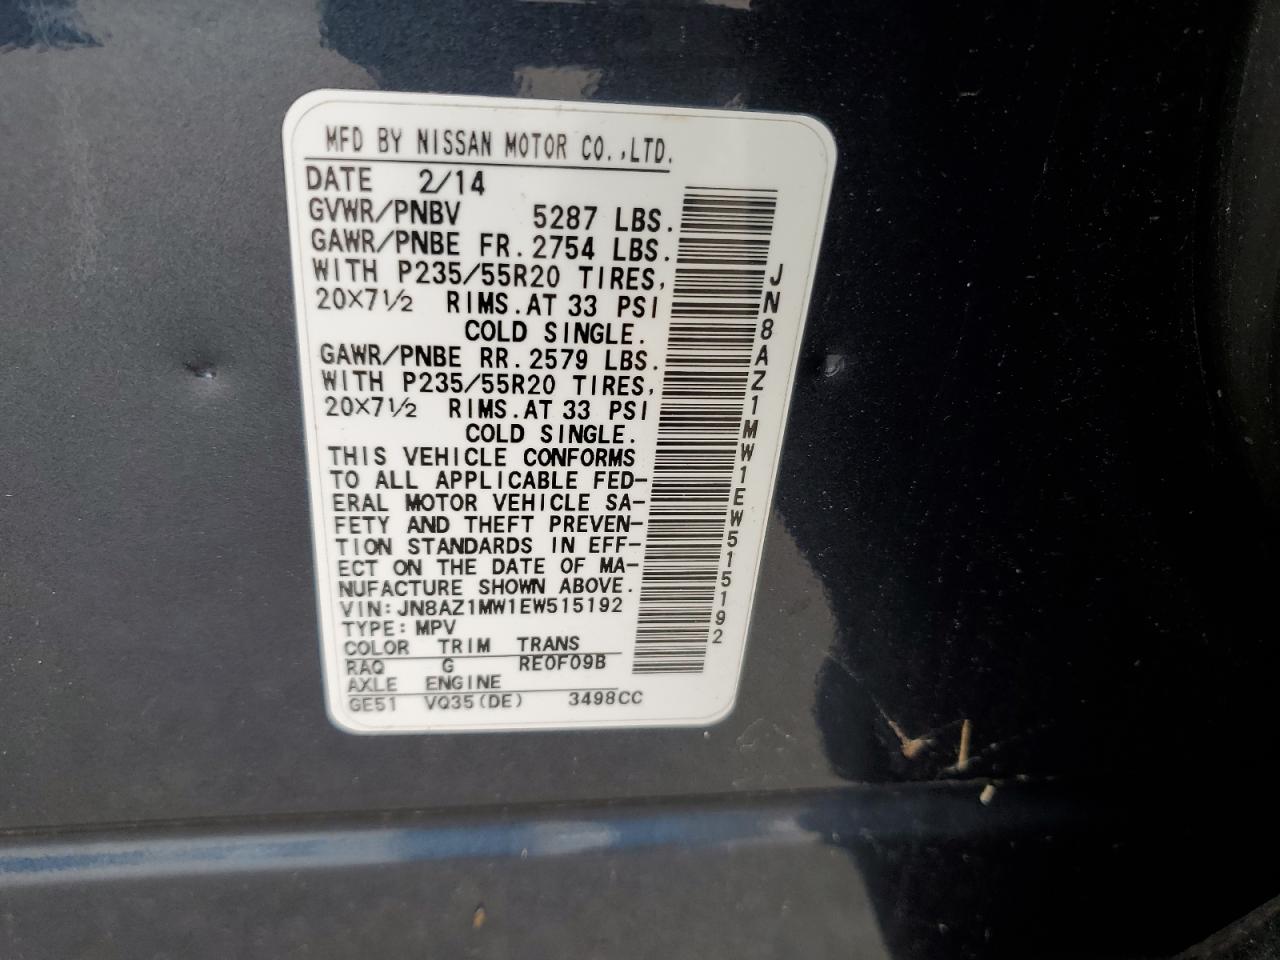 MFD BY NISSAN MOTOR CO.,LTD.
DATE 2/14
GVWR/PNBV 5287 LBS.
GAWR/PNBE FR. 2754 LBS.
WITH P235/55R20 TIRES,
20X7½ RIMS. AT 33 PSI
COLD SINGLE.
GAWR/PNBE RR. 2579 LBS.
WITH P235/55R20 TIRES,
20X7½ RIMS. AT 33 PSI
COLD SINGLE.
THIS VEHICLE CONFORMS
TO ALL APPLICABLE FED-
ERAL MOTOR VEHICLE SA-
FETY AND THEFT PREVEN-
TION STANDARDS IN EFF-
ECT ON THE DATE OF MA-
NUFACTURE SHOWN ABOVE.
VIN: JN8AZ1MW1EW515192
TYPE: MPV
COLOR TRIM TRANS
RAQ G RE0F09B
AXLE ENGINE
GE51 VQ35(DE) 3498CC
JN8AZ1MW1EW515192